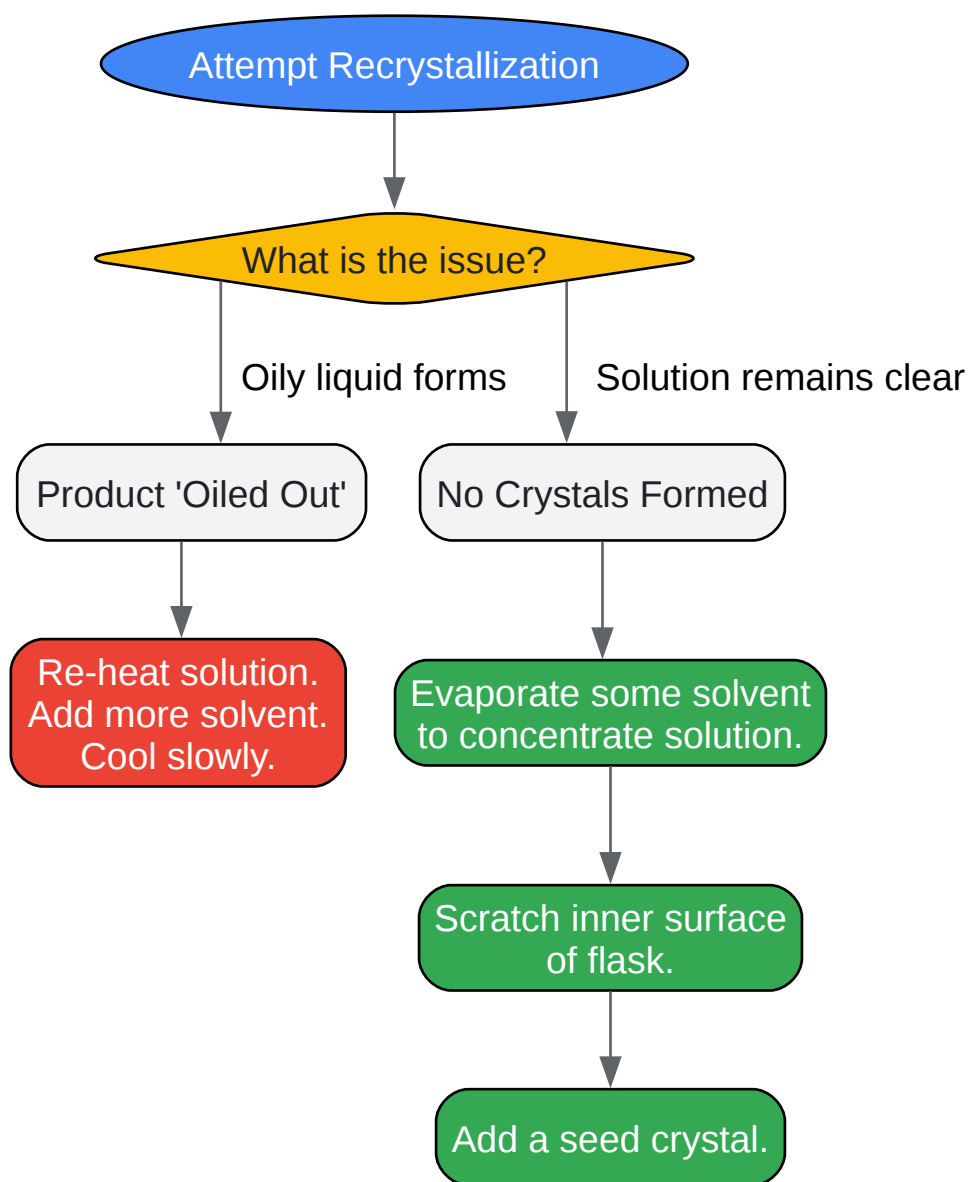 Attempt Recrystallization
What is the issue?
Oily liquid forms
Solution remains clear
Product 'Oiled Out'
No Crystals Formed
Re-heat solution.
Add more solvent.
Cool slowly.
Evaporate some solvent
to concentrate solution.
Scratch inner surface
of flask.
Add a seed crystal.